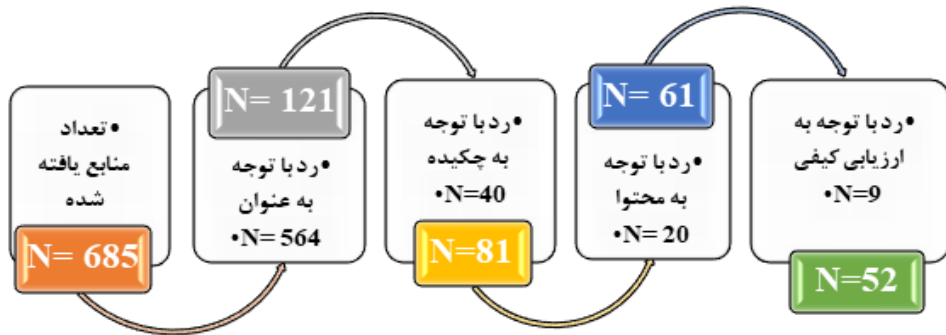 •تعداد
منابع یافته
شده
N= 685
N= 121
•رد با توجه
به عنوان
•N= 564
•رد با توجه
به چکیده
•N=40
N=81
N= 61
•رد با توجه
به محتوا
•N= 20
•رد با توجه به
ارزیابی کیفی
•N=9
N=52